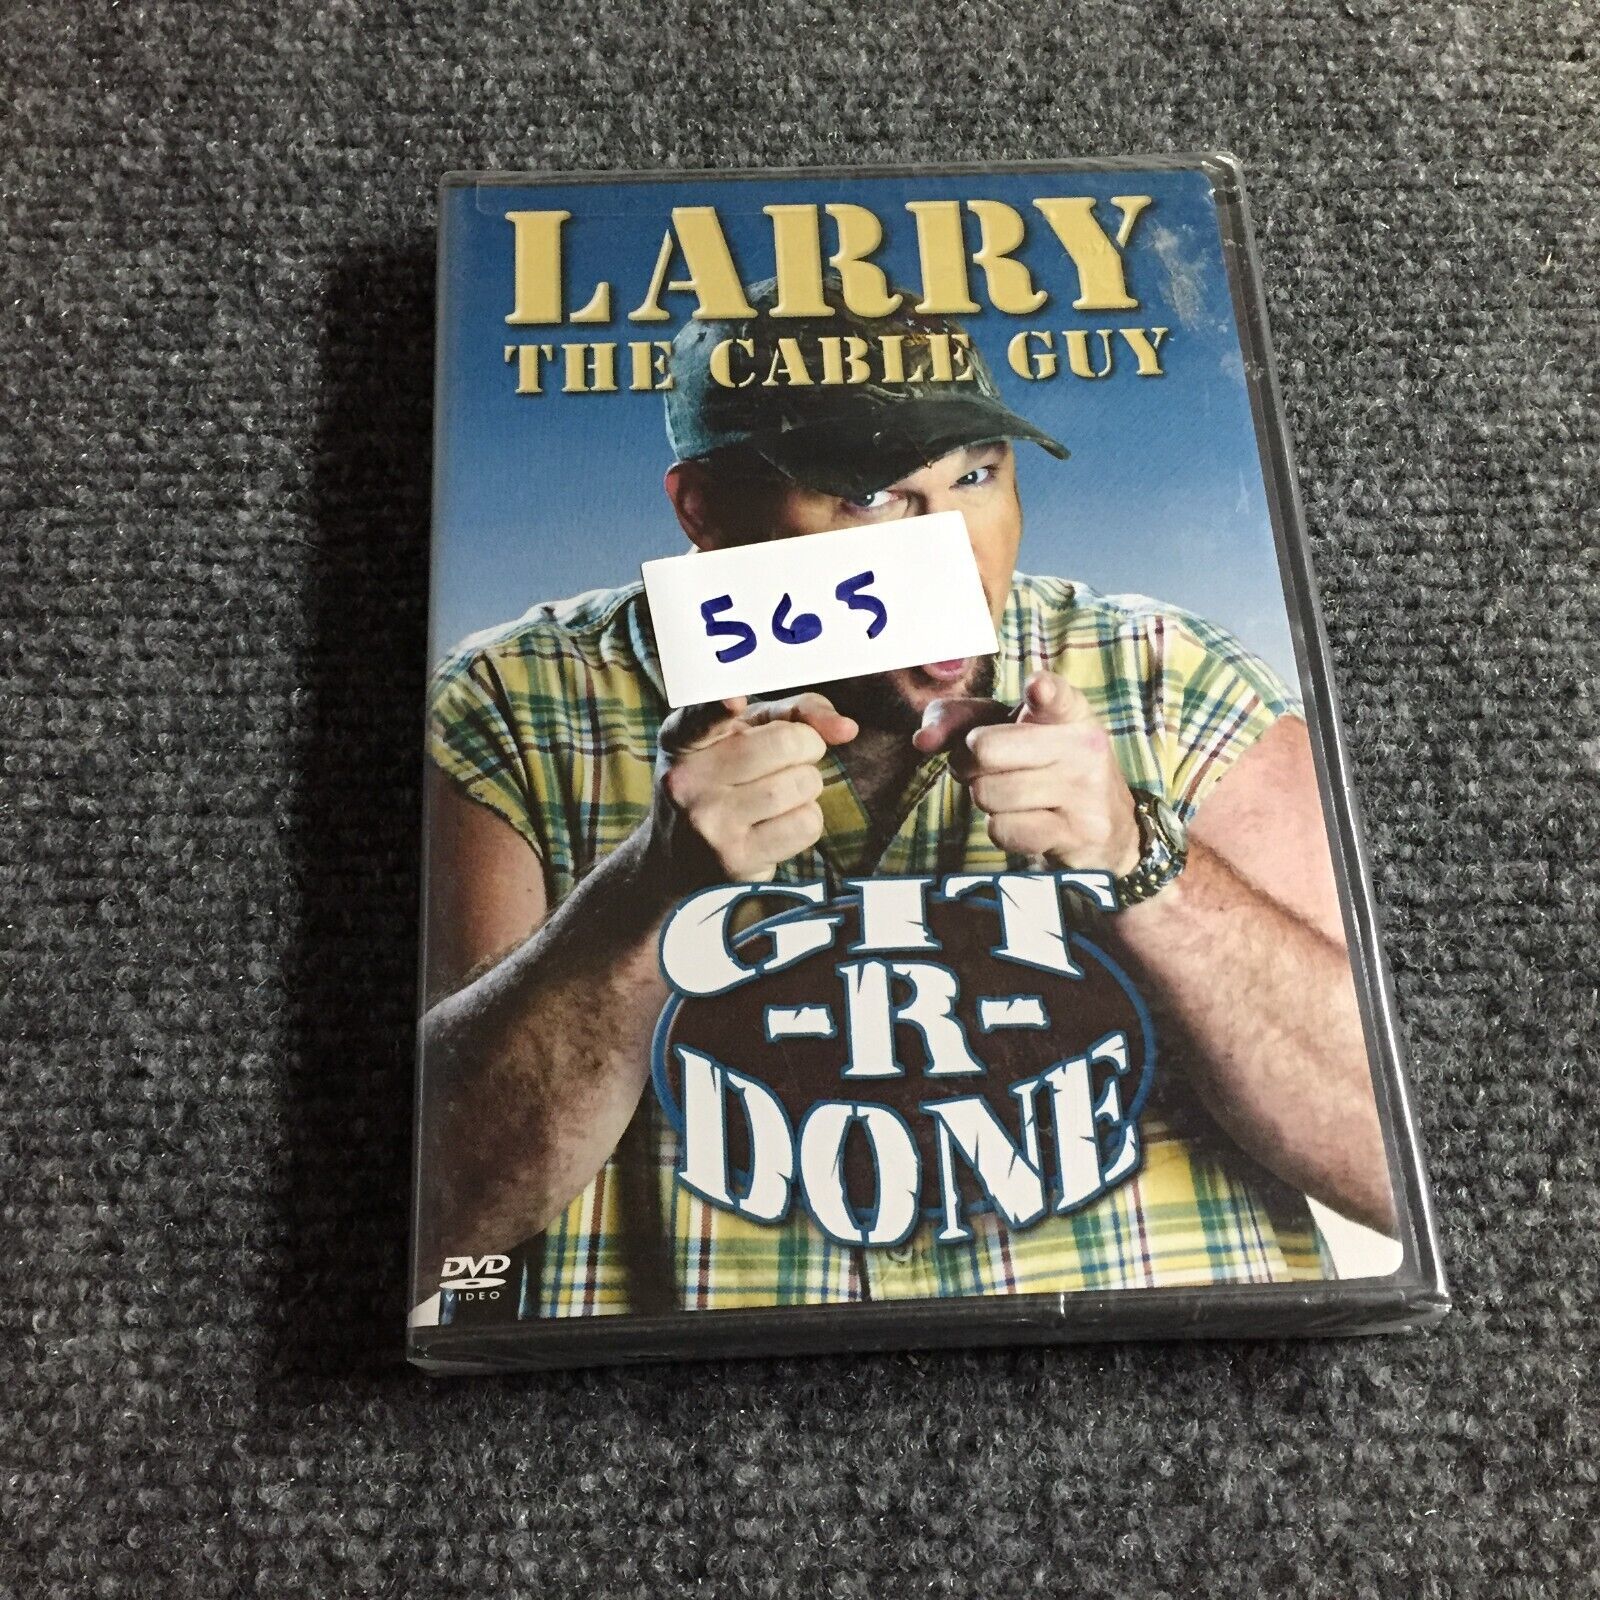 LARRY
THE CABLE GUY
565
GIT
-R-
DONE
DVD
VIDEO